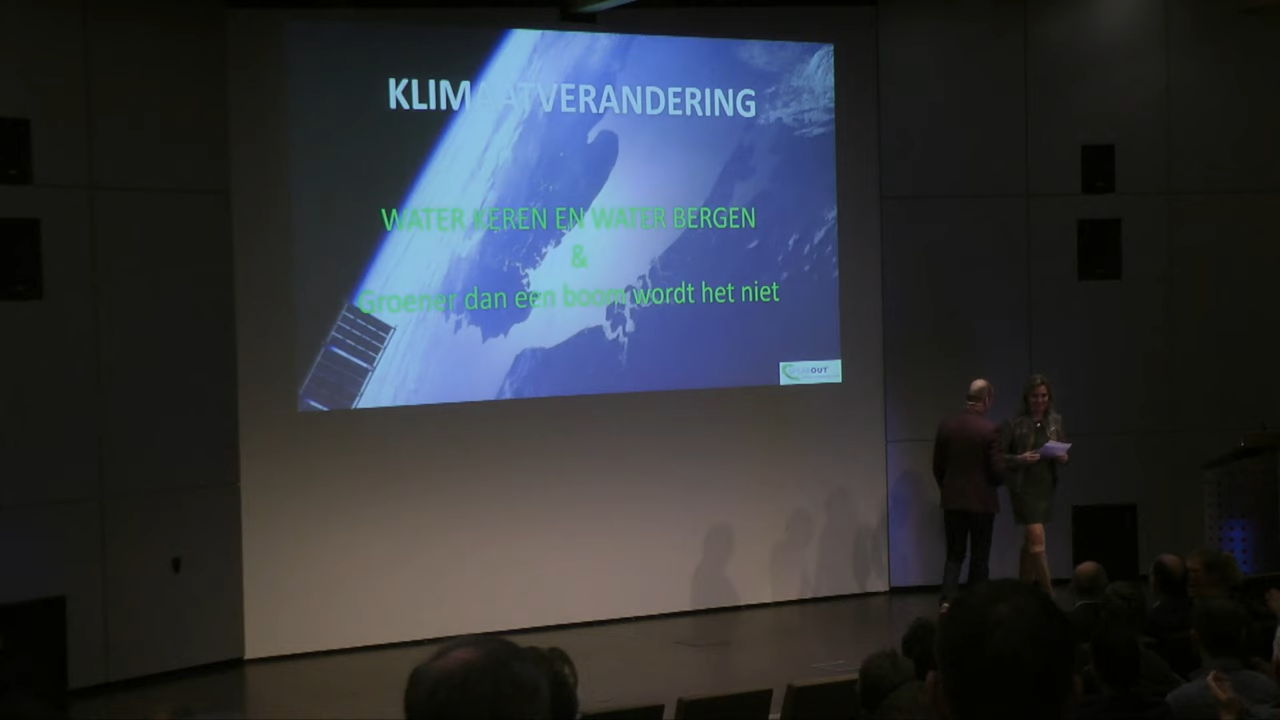 KLIMAATVERANDERING
WATER KEREN EN WATER BERGEN
&
Groener dan een boom wordt het niet